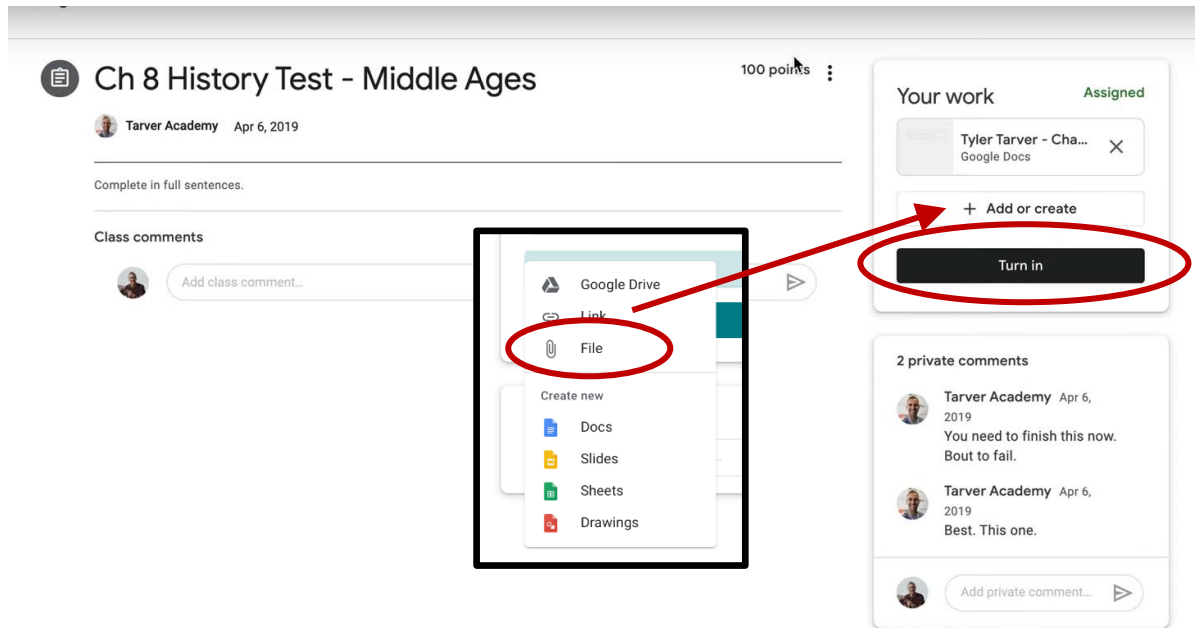 Ch 8 History Test - Middle Ages
100 points
Tarver Academy Apr 6, 2019
Complete in full sentences.
Class comments
Add class comment...
Google Drive
Link
File
Create new
Docs
Slides
Sheets
Drawings
Your work
Assigned
Tyler Tarver - Cha...
Google Docs
+ Add or create
Turn in
2 private comments
Tarver Academy Apr 6,
2019
You need to finish this now.
Bout to fail.
Tarver Academy Apr 6,
2019
Best. This one.
Add private comment...